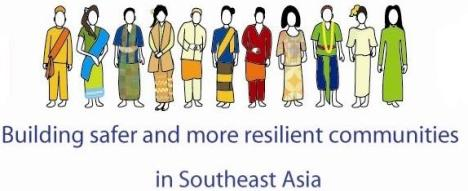 Building safer and more resilient communities
in Southeast Asia